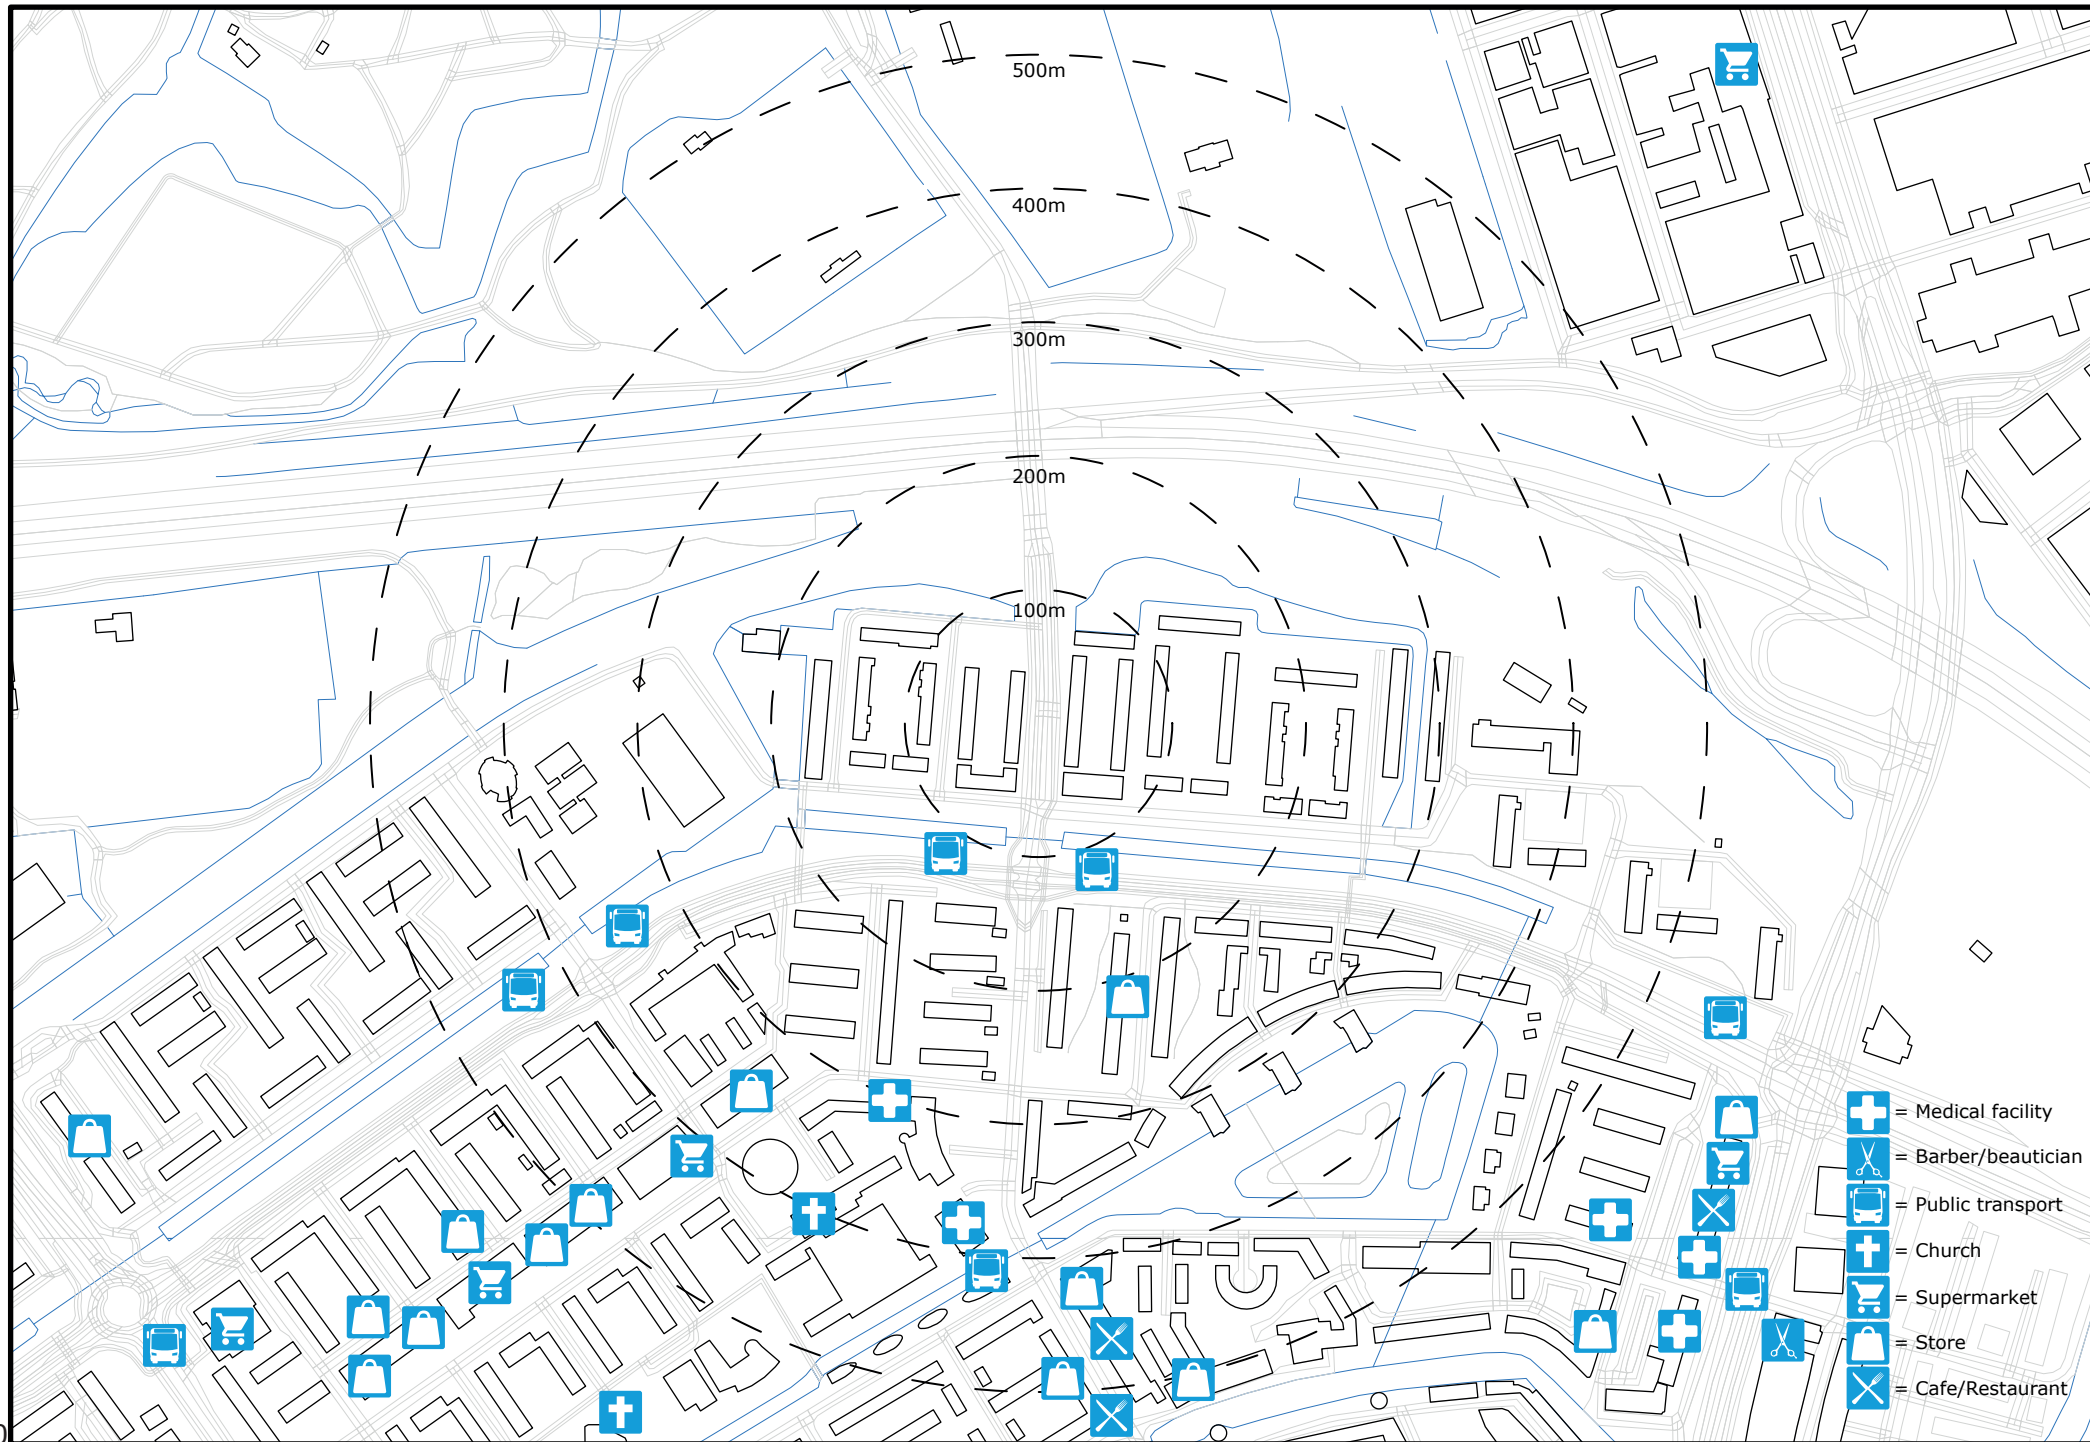 500m
400m
300m
200m
100m
= Medical facility
= Barber/beautician
= Public transport
= Church
= Supermarket
= Store
= Cafe/Restaurant